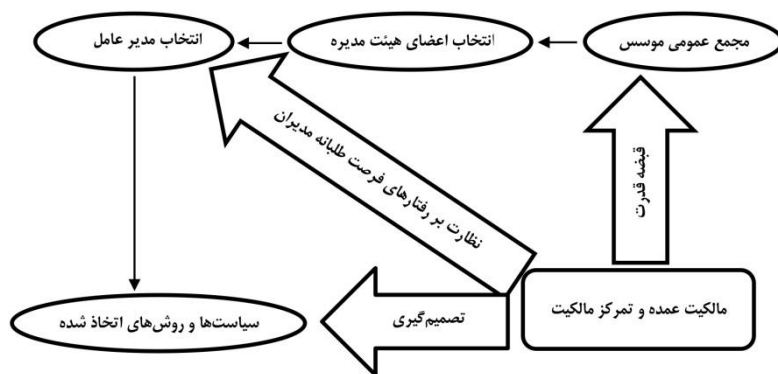 مجمع عمومی موسس
انتخاب اعضای هیئت مدیره
انتخاب مدیر عامل
قبضه قدرت
نظارت بر رفتارهای فرصت طلبانه مدیران
مالکیت عمده و تمرکز مالکیت
تصمیم‌گیری
سیاست‌ها و روش‌های اتخاذ شده